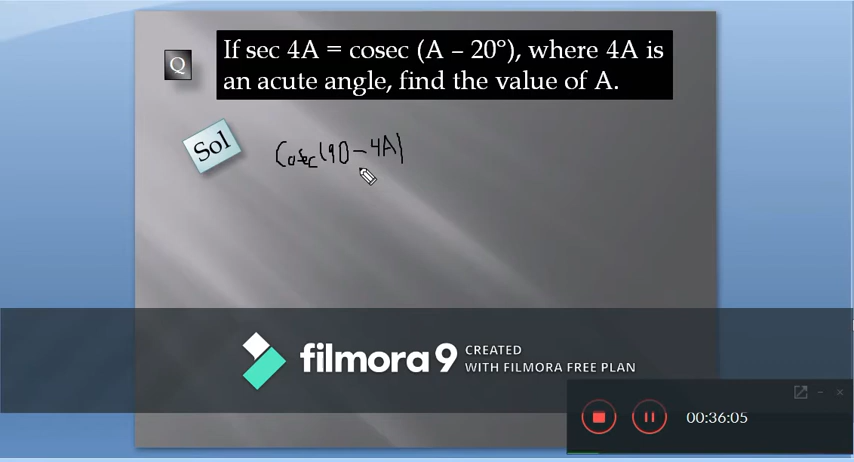 Q
If sec 4A = cosec (A – 20°), where 4A is
an acute angle, find the value of A.
Sol
Cosec(90-4A)
filmora 9 CREATED
WITH FILMORA FREE PLAN
00:36:05